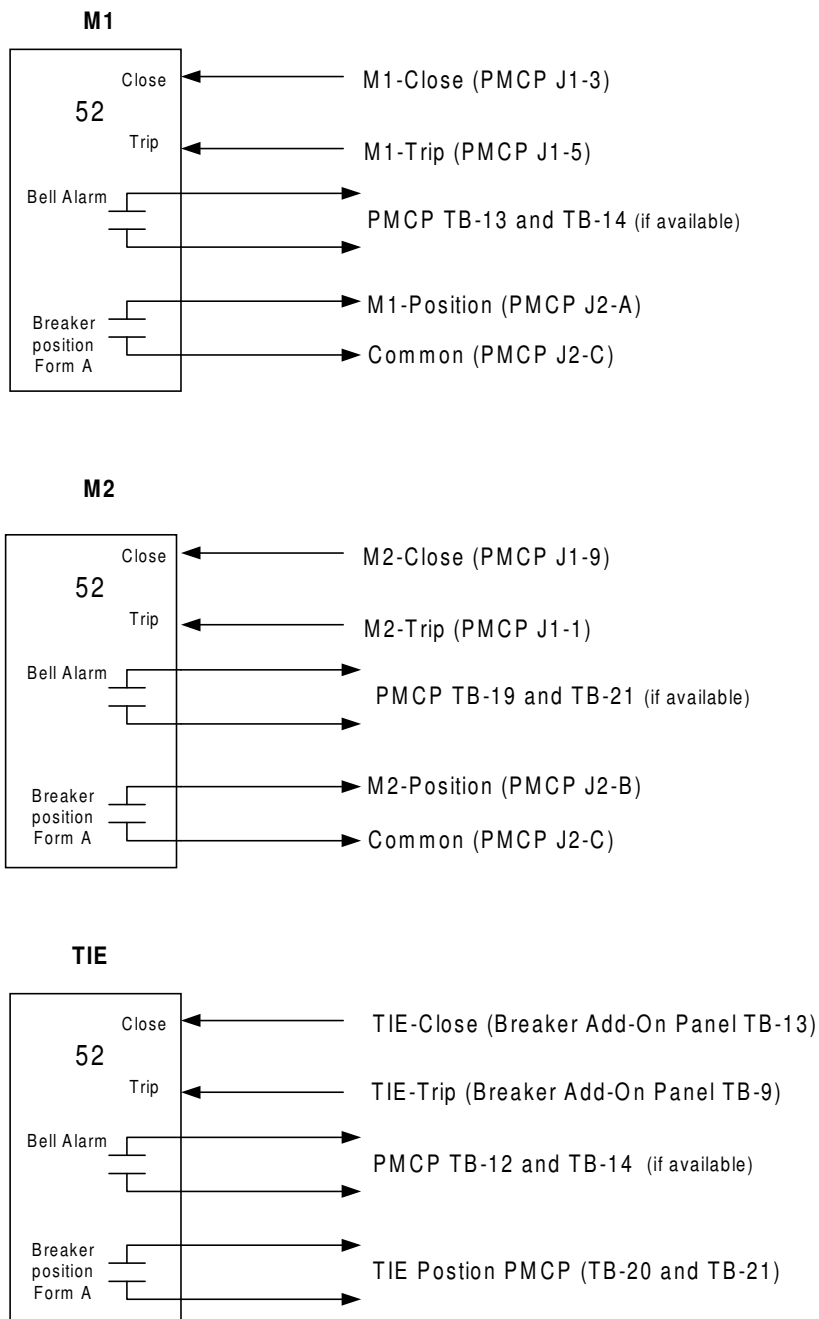 M1
Close
M1-Close (PMCP J1-3)
52
Trip
M1-Trip (PMCP J1-5)
Bell Alarm
PMCP TB-13 and TB-14 (if available)
M1-Position (PMCP J2-A)
Breaker
position
Form A
Common (PMCP J2-C)
M2
Close
M2-Close (PMCP J1-9)
52
Trip
M2-Trip (PMCP J1-1)
Bell Alarm
PMCP TB-19 and TB-21 (if available)
M2-Position (PMCP J2-B)
Breaker
position
Form A
Common (PMCP J2-C)
TIE
Close
TIE-Close (Breaker Add-On Panel TB-13)
52
Trip
TIE-Trip (Breaker Add-On Panel TB-9)
Bell Alarm
PMCP TB-12 and TB-14 (if available)
Breaker
position
Form A
TIE Postion PMCP (TB-20 and TB-21)